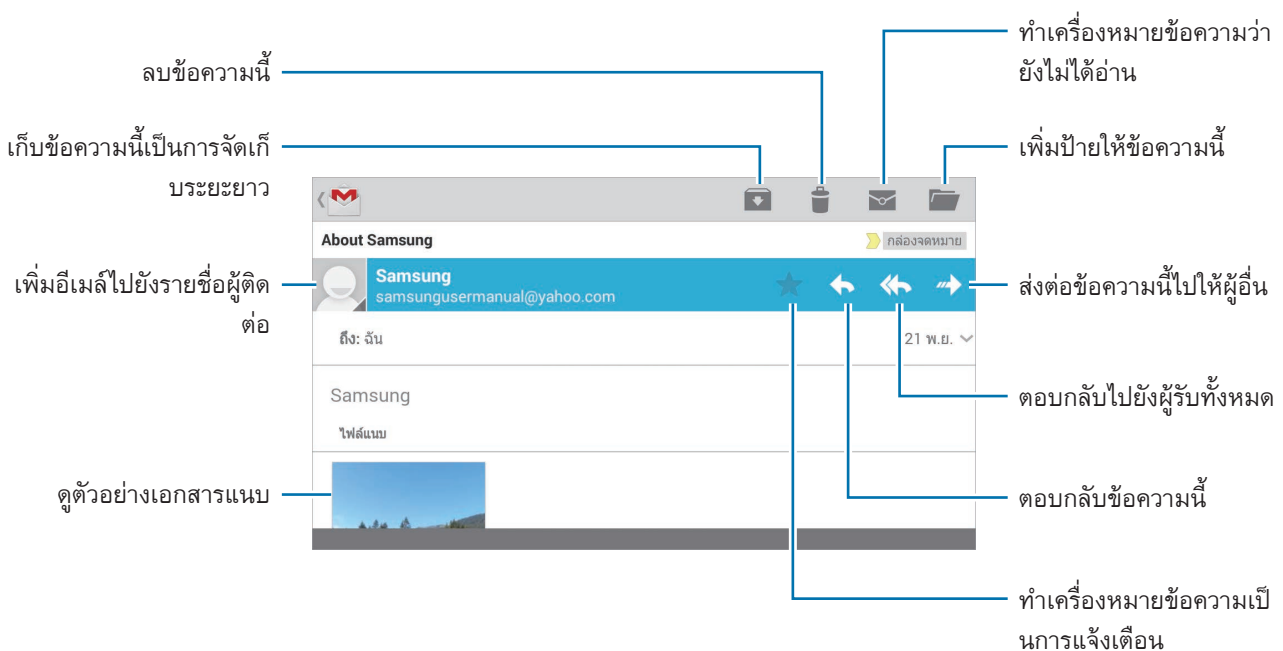 ทำเครื่องหมายข้อความว่า
ยังไม่ได้อ่าน
ลบข้อความนี้
เก็บข้อความนี้เป็นการจัดเก็
บระยะยาว
เพิ่มป้ายให้ข้อความนี้
About Samsung
กล่องจดหมาย
เพิ่มอีเมล์ไปยังรายชื่อผู้ติด
ต่อ
Samsung
samsungusermanual@yahoo.com
ส่งต่อข้อความนี้ไปให้ผู้อื่น
ถึง: ฉัน
21 พ.ย.
Samsung
ตอบกลับไปยังผู้รับทั้งหมด
ไฟล์แนบ
ดูตัวอย่างเอกสารแนบ
ตอบกลับข้อความนี้
ทำเครื่องหมายข้อความเป็
นการแจ้งเตือน